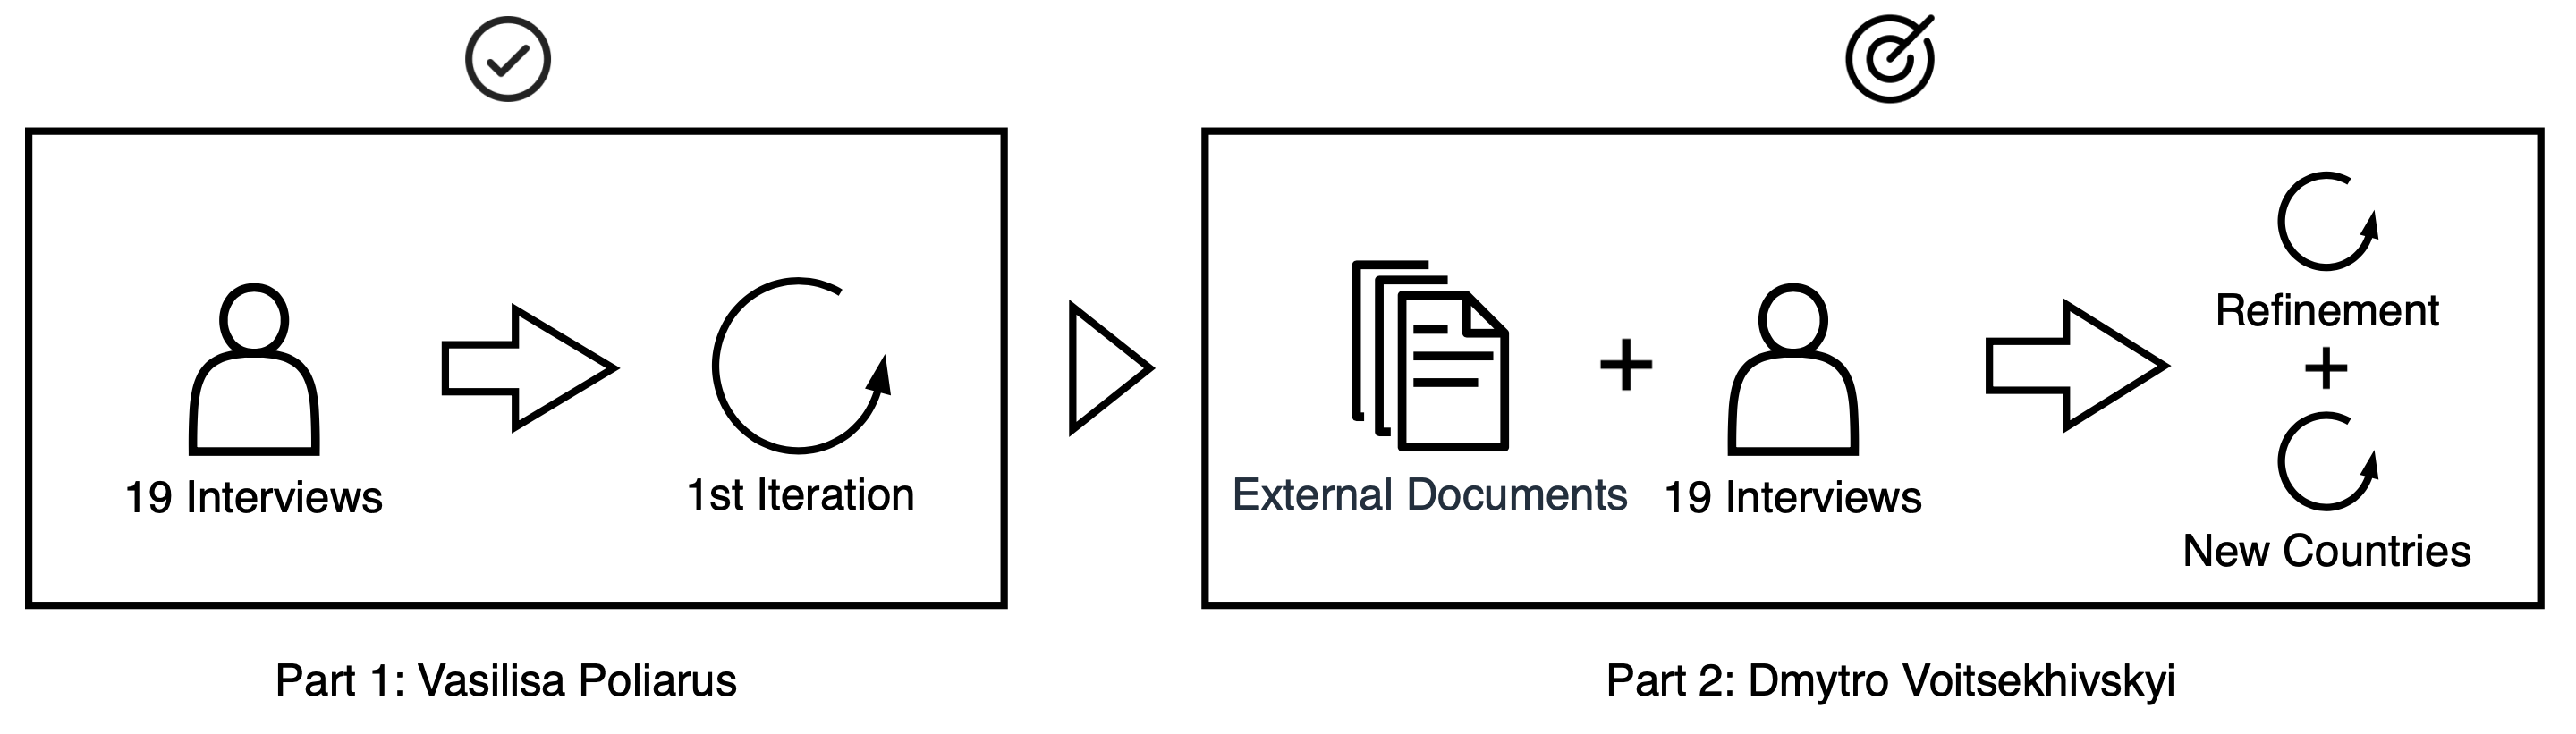 19 Interviews
1st Iteration
Part 1: Vasilisa Poliarus
External Documents
+
19 Interviews
Refinement
+
New Countries
Part 2: Dmytro Voitsekhivskyi